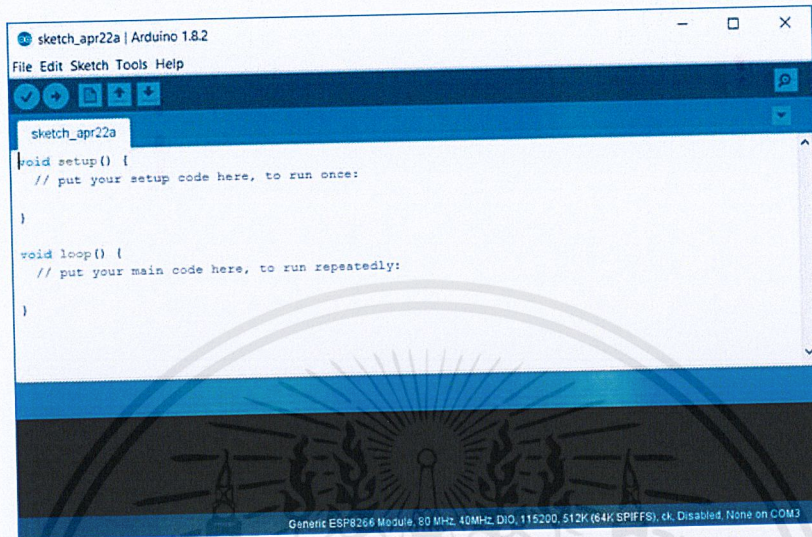 sketch_apr22a | Arduino 1.8.2
File Edit Sketch Tools Help
sketch_apr22a
void setup() {
// put your setup code here, to run once:
}
void loop() {
// put your main code here, to run repeatedly:
}
Generic ESP8266 Module, 80 MHz, 40MHz, DIO, 115200, 512K (64K SPIFFS), ck, Disabled, None on COM3